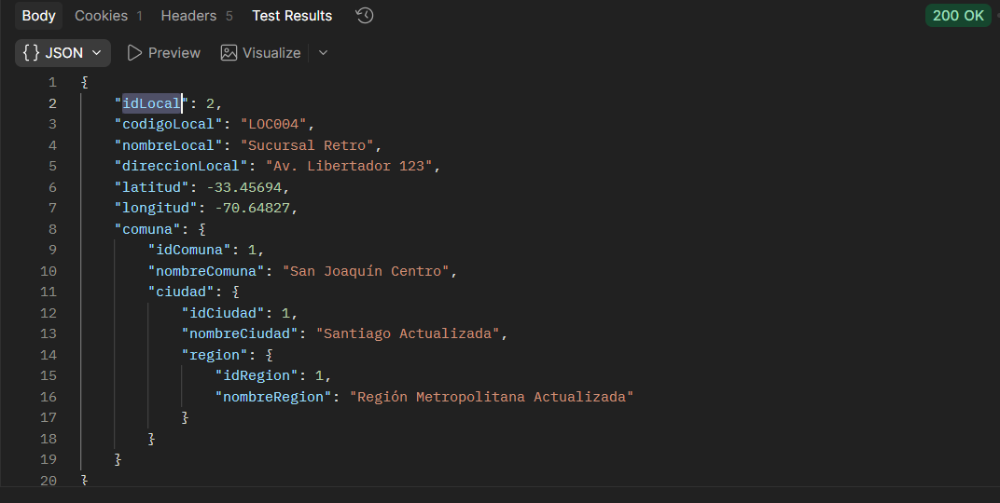 Body Cookies 1 Headers 5 Test Results 200 OK
{} JSON Preview Visualize
1 {
2 "idLocal": 2,
3 "codigoLocal": "LOC004",
4 "nombreLocal": "Sucursal Retro",
5 "direccionLocal": "Av. Libertador 123",
6 "latitud": -33.45694,
7 "longitud": -70.64827,
8 "comuna": {
9 "idComuna": 1,
10 "nombreComuna": "San Joaquín Centro",
11 "ciudad": {
12 "idCiudad": 1,
13 "nombreCiudad": "Santiago Actualizada",
14 "region": {
15 "idRegion": 1,
16 "nombreRegion": "Región Metropolitana Actualizada"
17 }
18 }
19 }
20 }